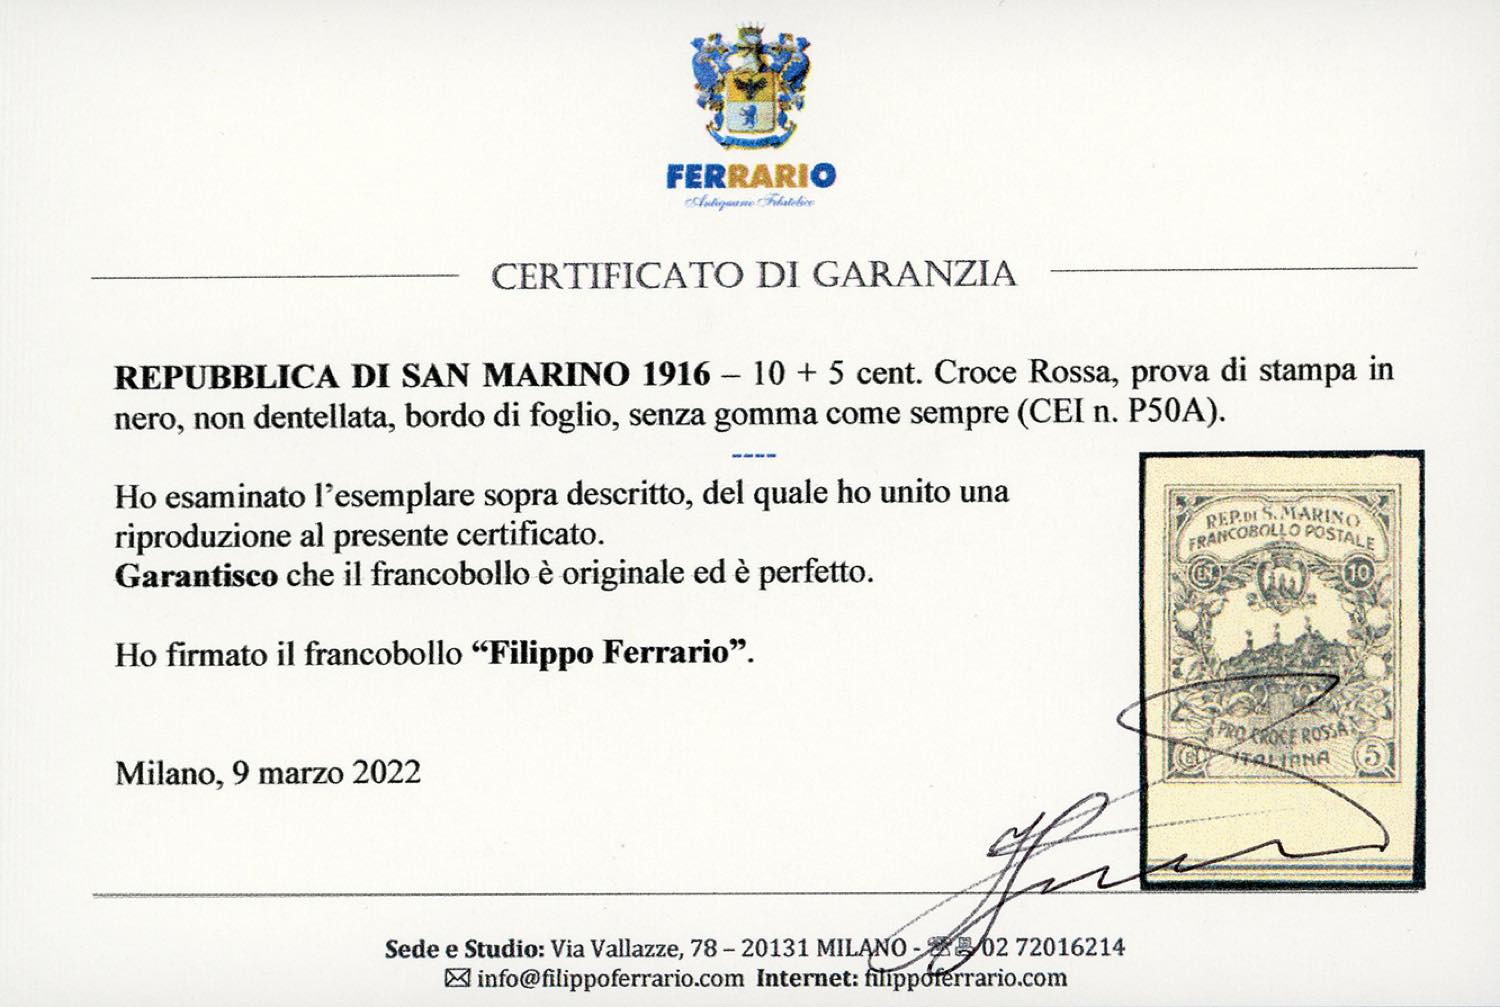 FERRARIO
Antiquario Filatelico
CERTIFICATO DI GARANZIA
REPUBBLICA DI SAN MARINO 1916 – 10 + 5 cent. Croce Rossa, prova di stampa in
nero, non dentellata, bordo di foglio, senza gomma come sempre (CEI n. P50A).
----
Ho esaminato l’esemplare sopra descritto, del quale ho unito una
riproduzione al presente certificato.
Garantisco che il francobollo è originale ed è perfetto.
Ho firmato il francobollo “Filippo Ferrario”.
Milano, 9 marzo 2022
REP. DI S. MARINO
FRANCOBOLLO POSTALE
10
PRO CROCE ROSSA
ITALIANA
5
Sede e Studio: Via Vallazze, 78 – 20131 MILANO - 02 72016214
info@filippoferrario.com Internet: filippoferrario.com